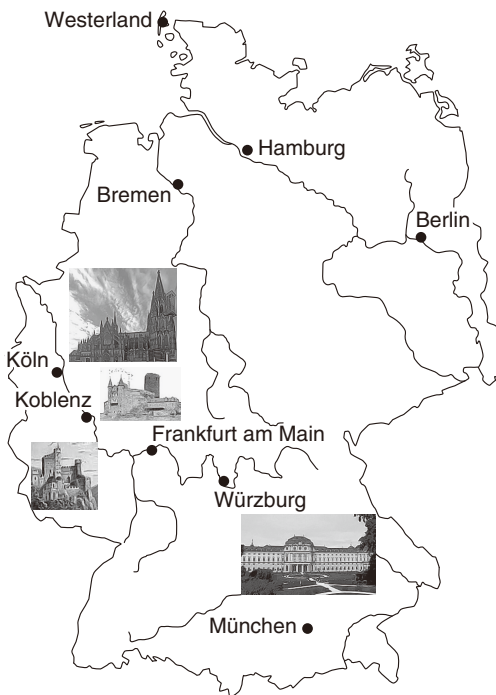 Westerland
Hamburg
Bremen
Berlin
Köln
Koblenz
Frankfurt am Main
Würzburg
München